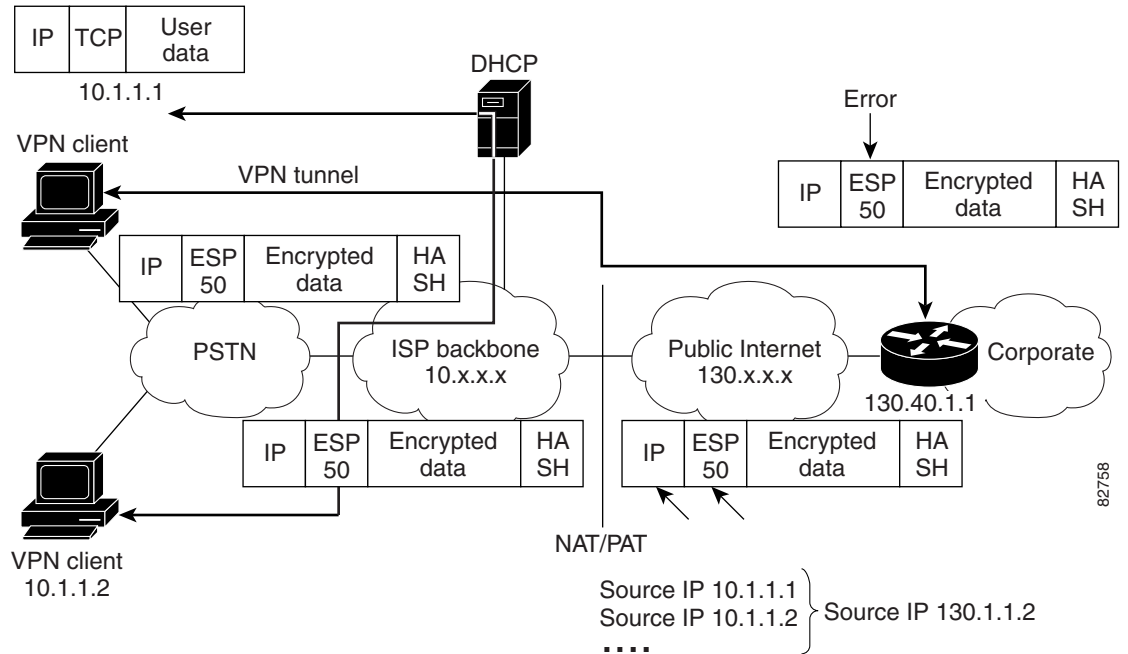 IP TCP User data
10.1.1.1
DHCP
Error
VPN client
VPN tunnel
IP ESP 50 Encrypted data HA SH
IP ESP 50 Encrypted data HA SH
PSTN
ISP backbone
10.x.x.x
Public Internet
130.x.x.x
Corporate
130.40.1.1
IP ESP 50 Encrypted data HA SH
IP ESP 50 Encrypted data HA SH
82758
VPN client
10.1.1.2
NAT/PAT
Source IP 10.1.1.1
Source IP 10.1.1.2
Source IP 130.1.1.2
....